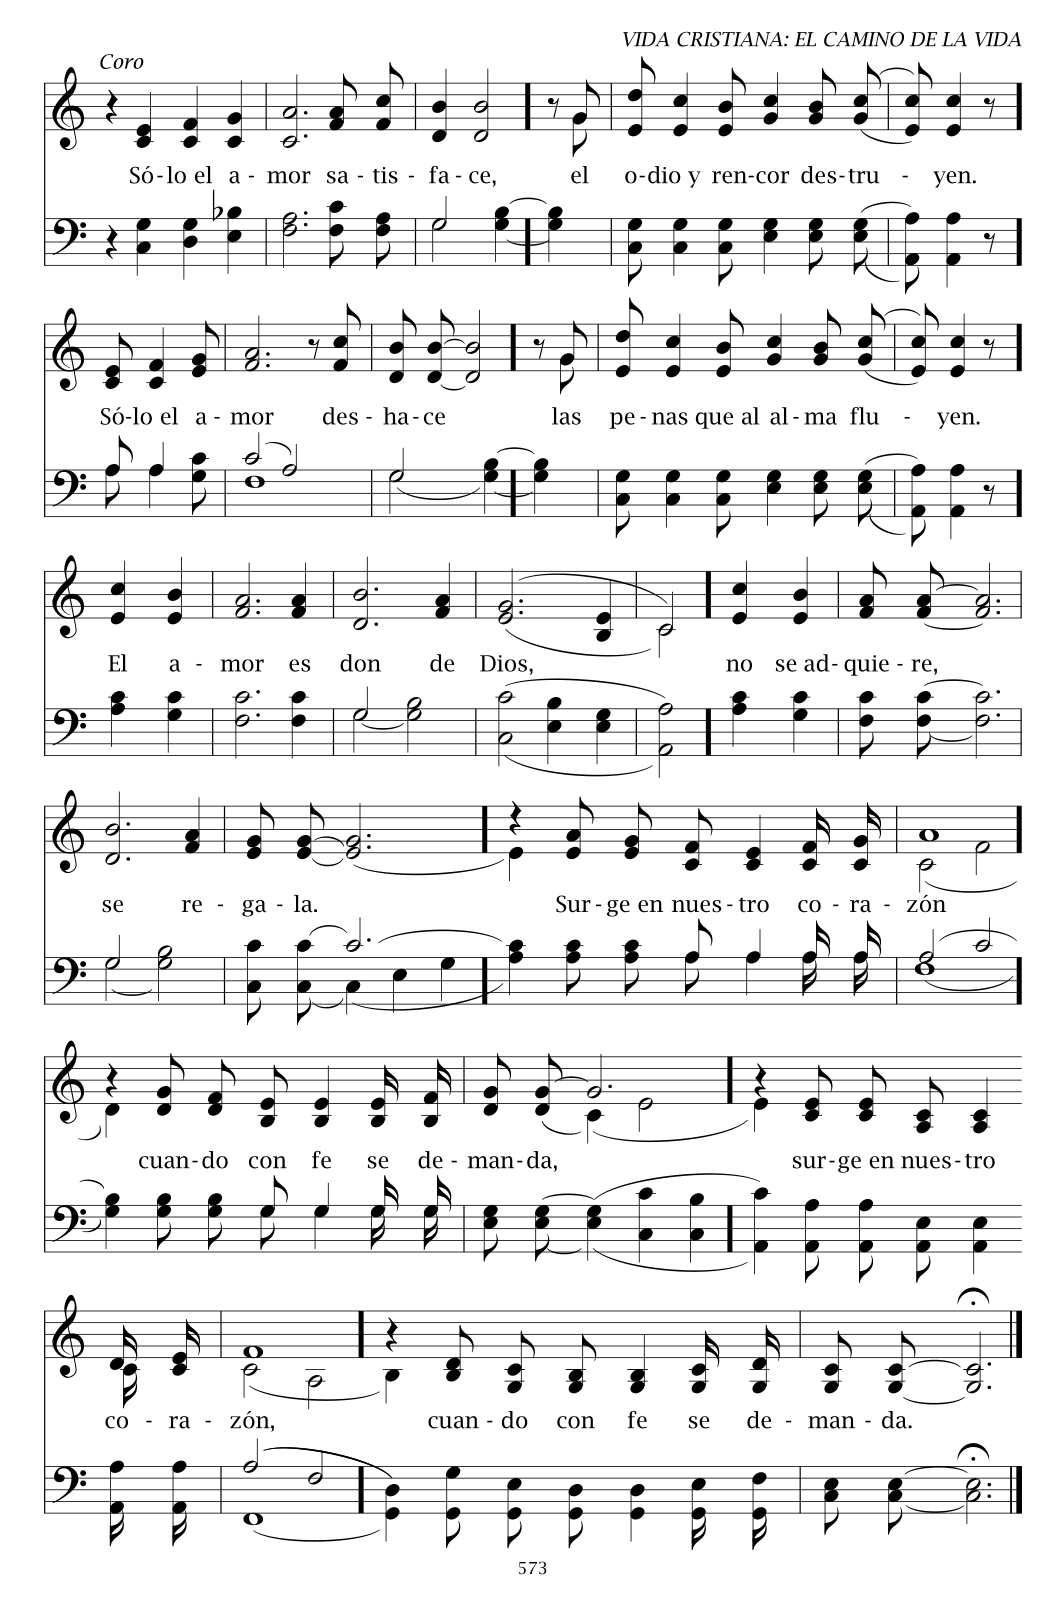 VIDA CRISTIANA: EL CAMINO DE LA VIDA
Coro
Só-lo el a - mor sa - tis - fa - ce, el o-dio y ren-cor des-tru - yen.
Só-lo el a - mor des - ha - ce las pe - nas que al al - ma flu - yen.
El a - mor es don de Dios, no se ad- quie - re,
se re - ga - la. Sur - ge en nues - tro co - ra - zón
cuan - do con fe se de - man - da, sur - ge en nues - tro
co - ra - zón, cuan - do con fe se de - man - da.
573